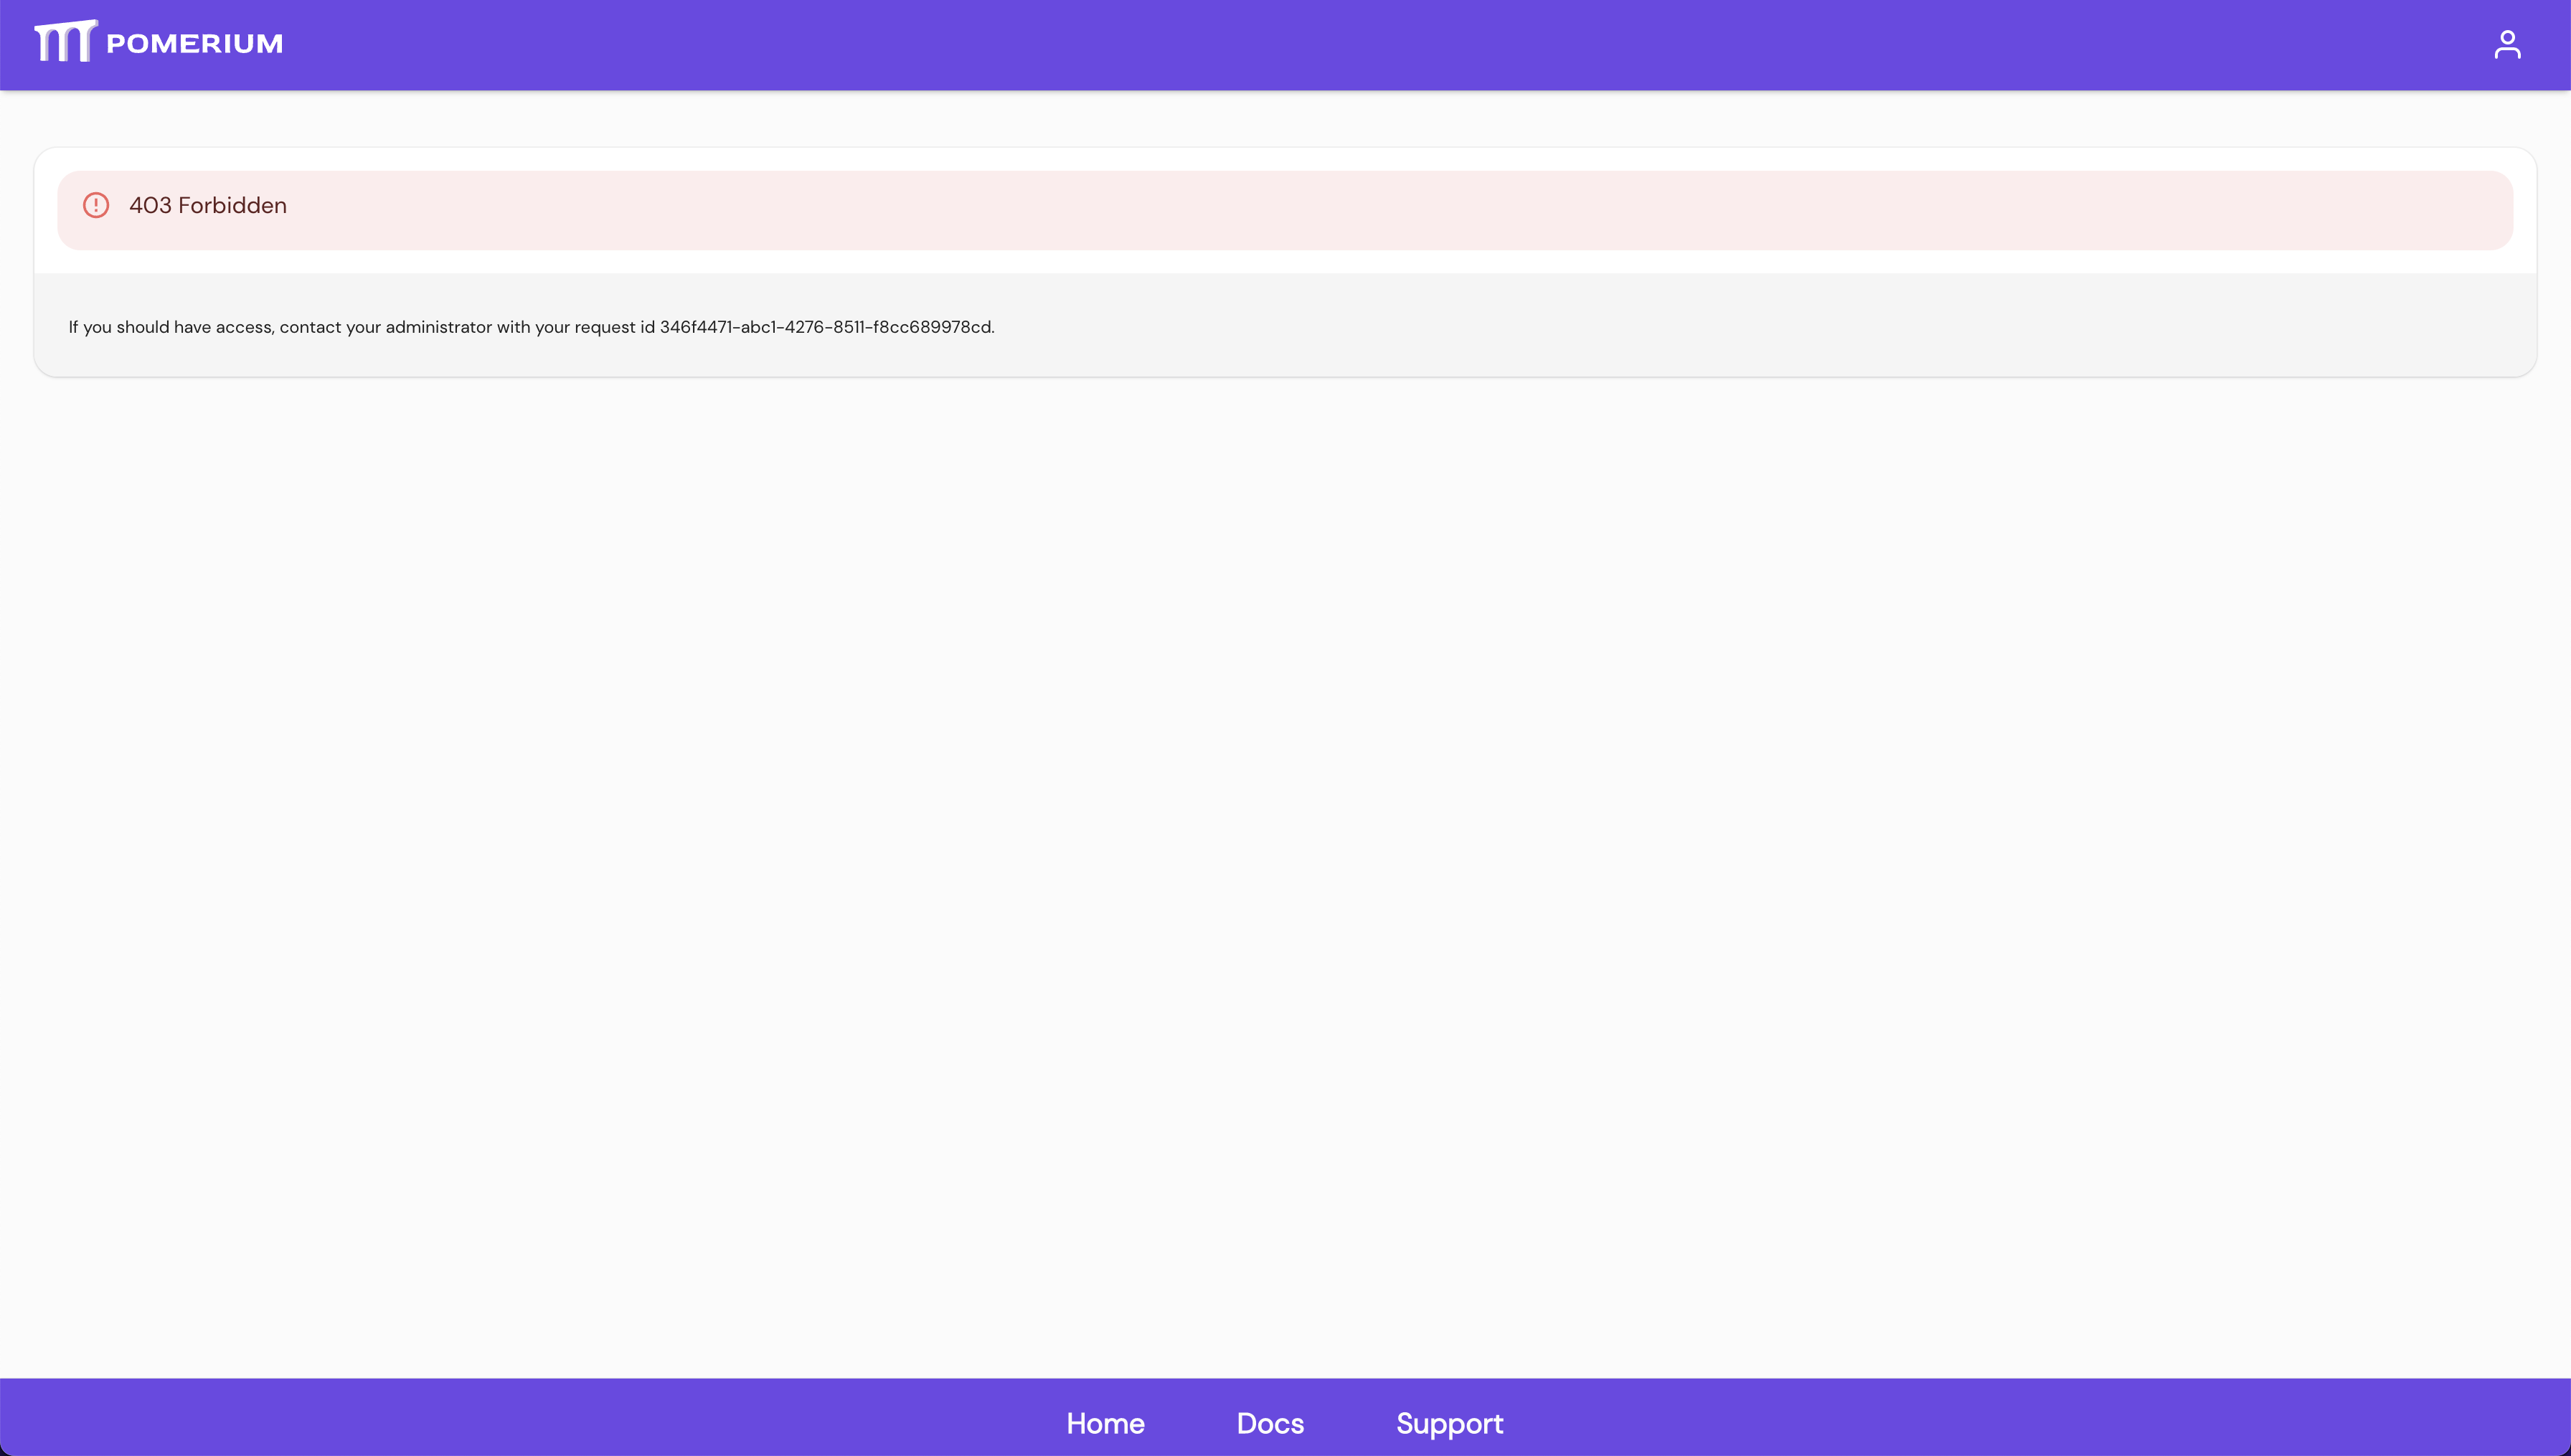 POMERIUM
403 Forbidden
If you should have access, contact your administrator with your request id 346f4471-abc1-4276-8511-f8cc689978cd.
Home
Docs
Support